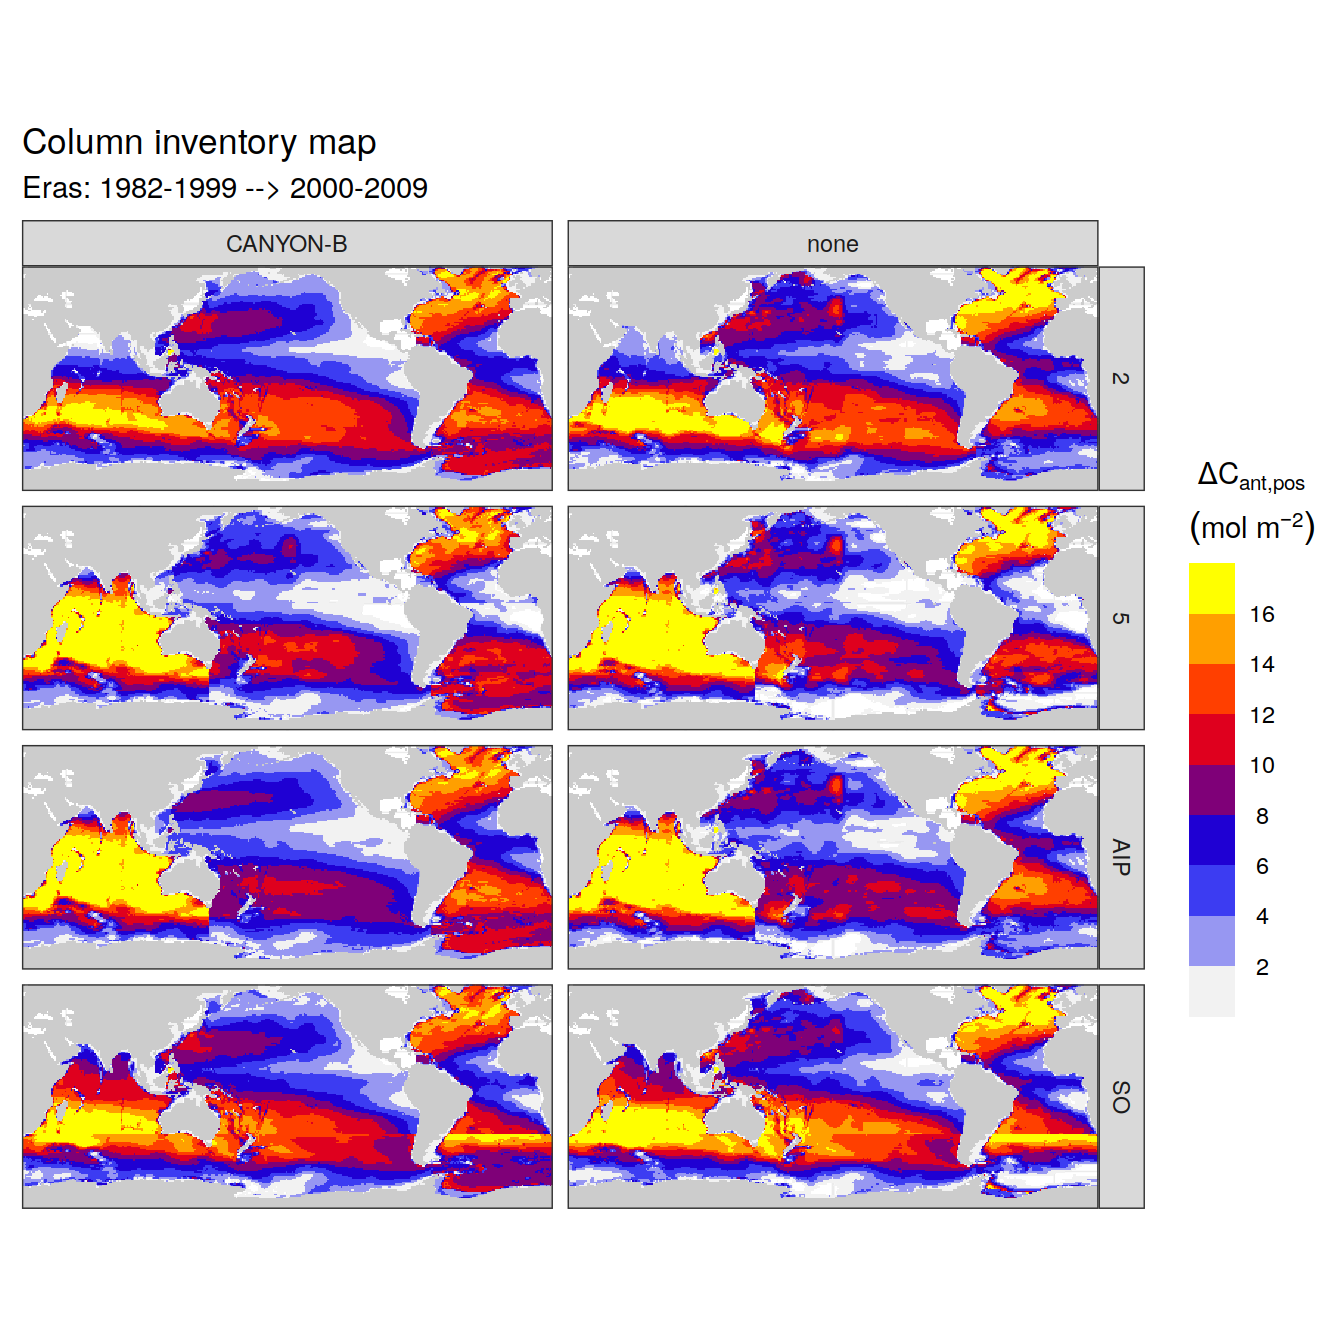 Column inventory map
Eras: 1982-1999 --> 2000-2009
CANYON-B
none
2
5
AIP
SO
ΔCant,pos
(mol m−2)
16
14
12
10
8
6
4
2